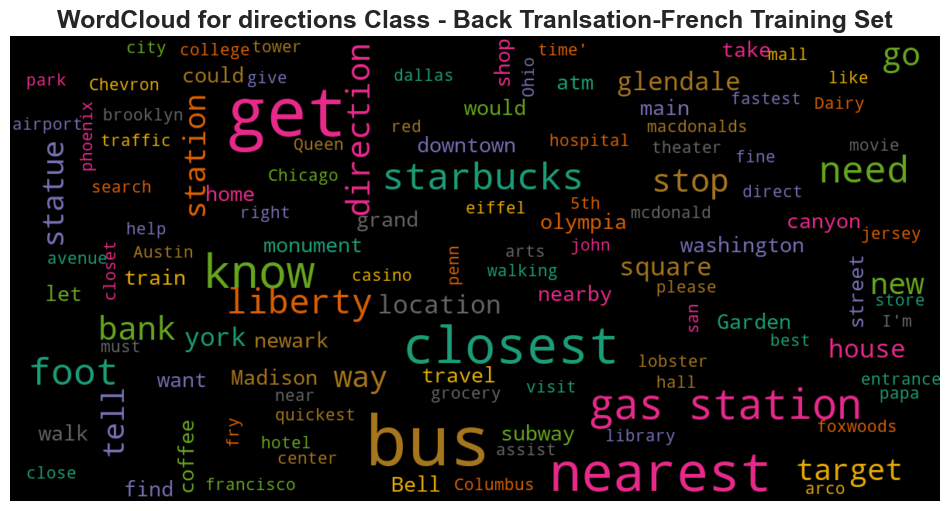 WordCloud for directions Class - Back Tranlsation-French Training Set
city college tower time' take mall go
park Chevron could give dallas shop Ohio atm glendale like
airport brooklyn phoenix station get direction would main fastest Dairy
traffic Queen red downtown hospital macdonalds theater movie
statue search home Chicago starbucks stop fine need
help right grand eiffel 5th olympia mcdonald direct canyon jersey
avenue closet Austin monument arts john washington
let train know casino penn walking square please street new store
liberty location nearby san Garden I'm
bank must york newark closest best house
foot want Madison way travel visit lobster hall entrance papa
tell near quickest grocery gas station foxwoods
walk coffee fry hotel bus subway assist library
close center nearest target
find francisco Bell Columbus arco